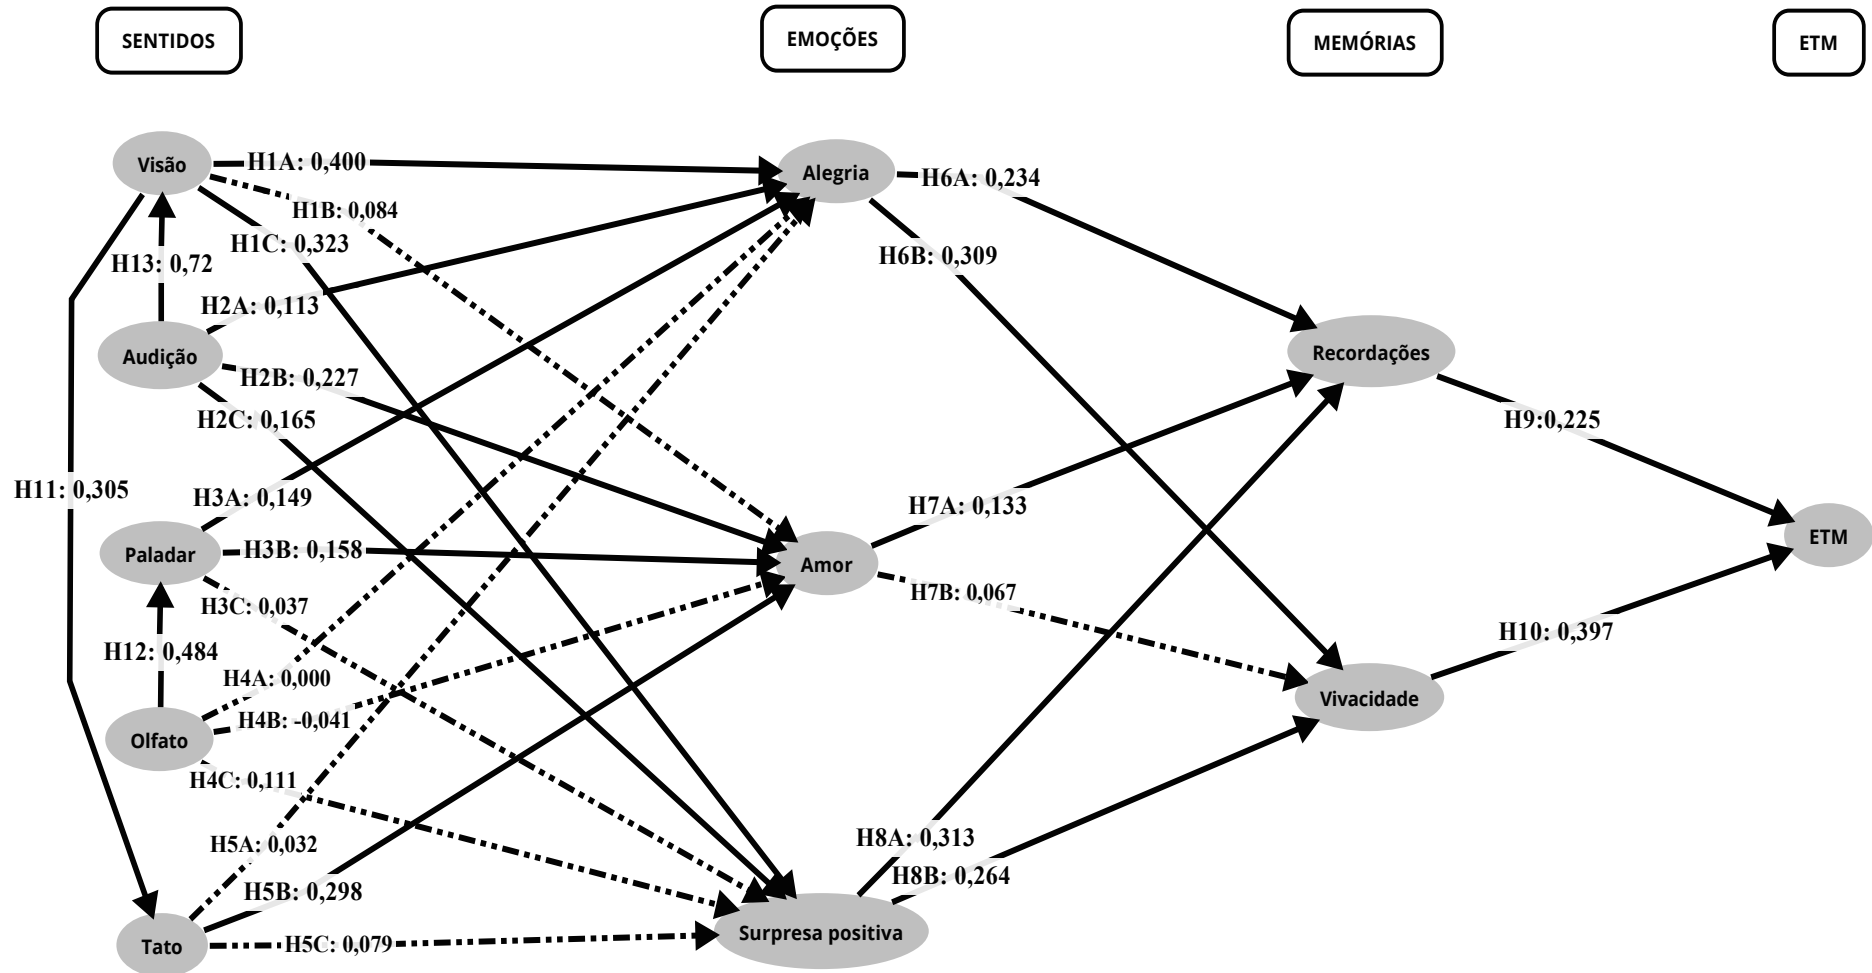 SENTIDOS
EMOÇÕES
MEMÓRIAS
ETM
Visão
H1A: 0,400
Alegria
H6A: 0,234
H1B: 0,084
H1C: 0,323
H6B: 0,309
H13: 0,72
H2A: 0,113
Audição
Recordações
H2B: 0,227
H2C: 0,165
H9:0,225
H11: 0,305
H3A: 0,149
H7A: 0,133
Paladar
H3B: 0,158
Amor
ETM
H3C: 0,037
H7B: 0,067
H12: 0,484
H10: 0,397
H4A: 0,000
Vivacidade
H4B: -0,041
Olfato
H4C: 0,111
H5A: 0,032
H8A: 0,313
H5B: 0,298
H8B: 0,264
Tato
H5C: 0,079
Surpresa positiva